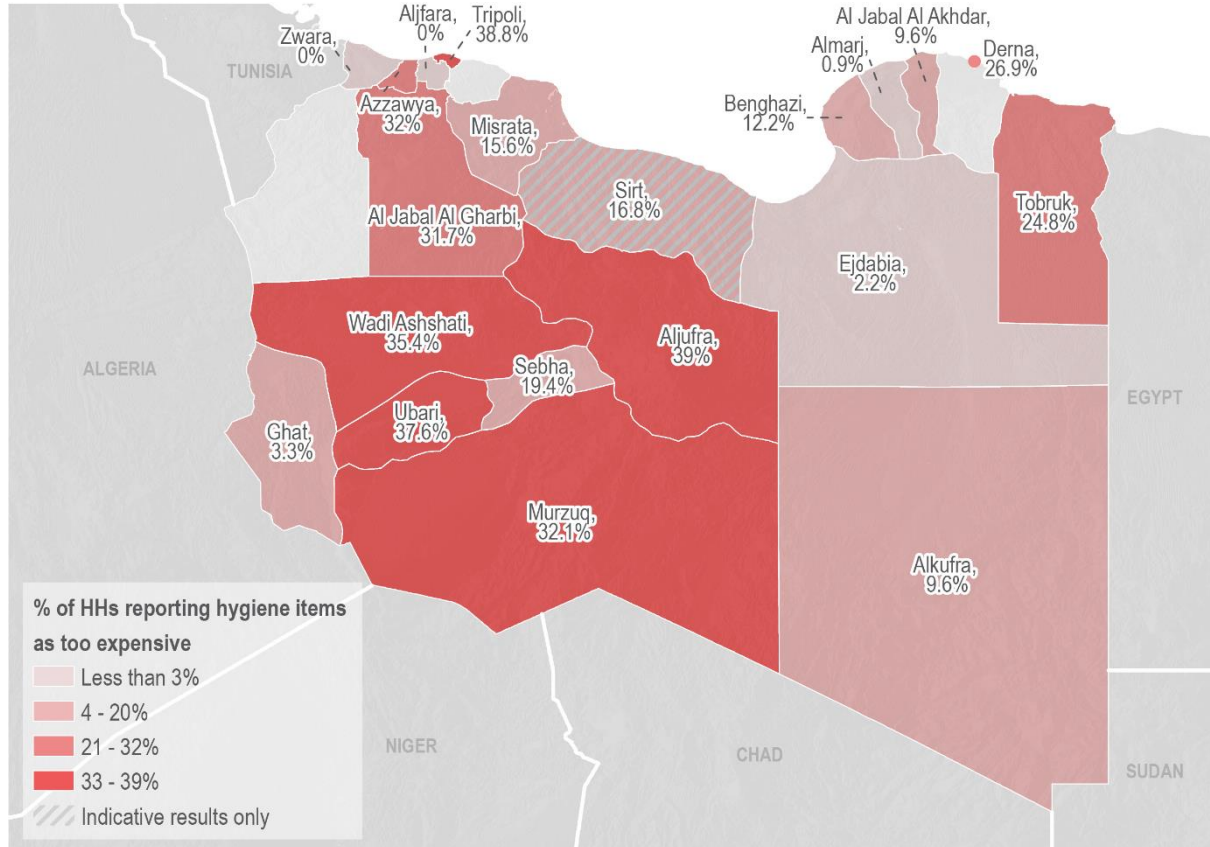 Zwara,
0%
Aljfara,
0%
Tripoli,
38.8%
Al Jabal Al Akhdar,
9.6%
Almarj,
0.9%
Derna,
26.9%
TUNISIA
Azzawya,
32%
Misrata,
15.6%
Benghazi,
12.2%
Al Jabal Al Gharbi,
31.7%
Sirt,
16.8%
Tobruk,
24.8%
Ejdabia,
2.2%
Wadi Ashshati,
35.4%
Aljufra,
39%
Sebha,
19.4%
ALGERIA
EGYPT
Ubari,
37.6%
Ghat,
3.3%
Murzuq,
32.1%
Alkufra,
9.6%
NIGER
CHAD
SUDAN
% of HHs reporting hygiene items
as too expensive
Less than 3%
4 - 20%
21 - 32%
33 - 39%
Indicative results only